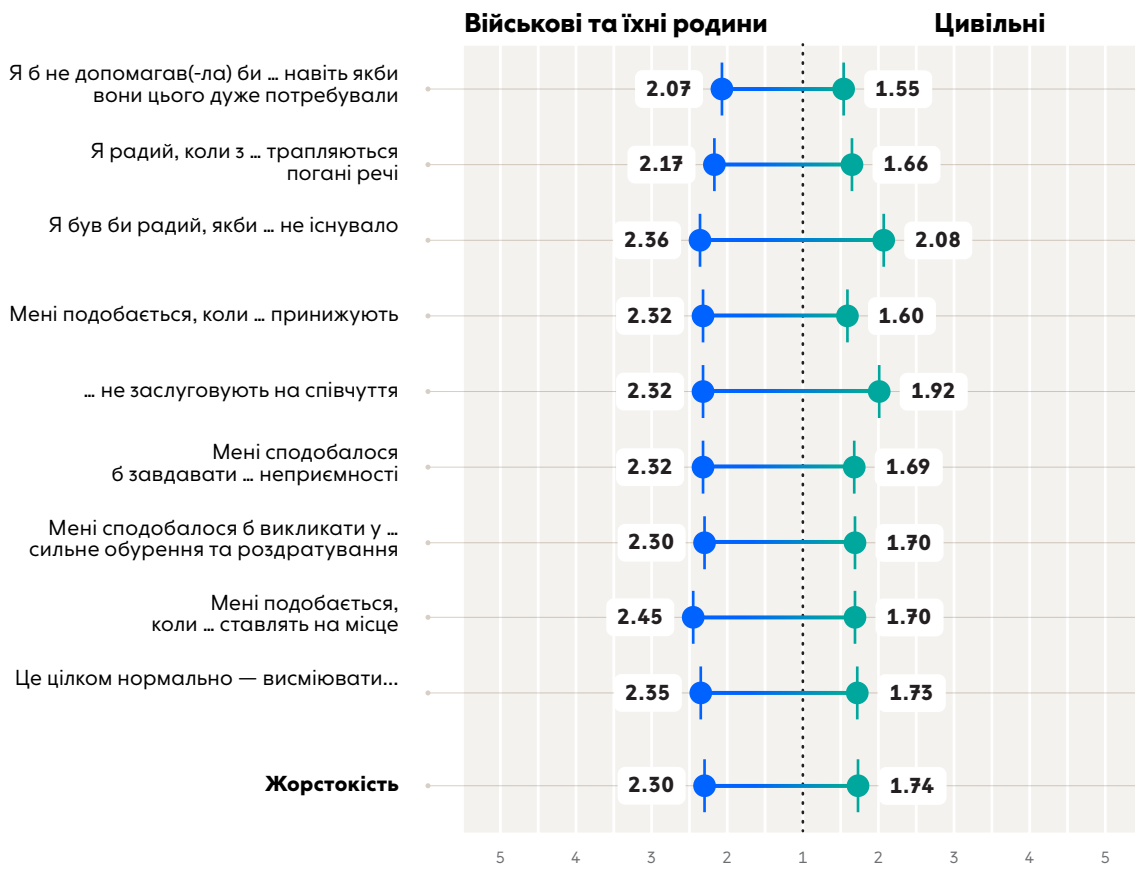 Військові та їхні родини
Цивільні
Я б не допомагав(-ла) би … навіть якби
вони цього дуже потребували
2.07
1.55
Я радий, коли з … трапляються
погані речі
2.17
1.66
Я був би радий, якби … не існувало
2.36
2.08
Мені подобається, коли … принижують
2.32
1.60
… не заслуговують на співчуття
2.32
1.92
Мені сподобалося
б завдавати … неприємності
2.32
1.69
Мені сподобалося б викликати у …
сильне обурення та роздратування
2.30
1.70
Мені подобається,
коли … ставлять на місце
2.45
1.70
Це цілком нормально — висміювати...
2.35
1.73
Жорстокість
2.30
1.74
5 4 3 2 1 2 3 4 5